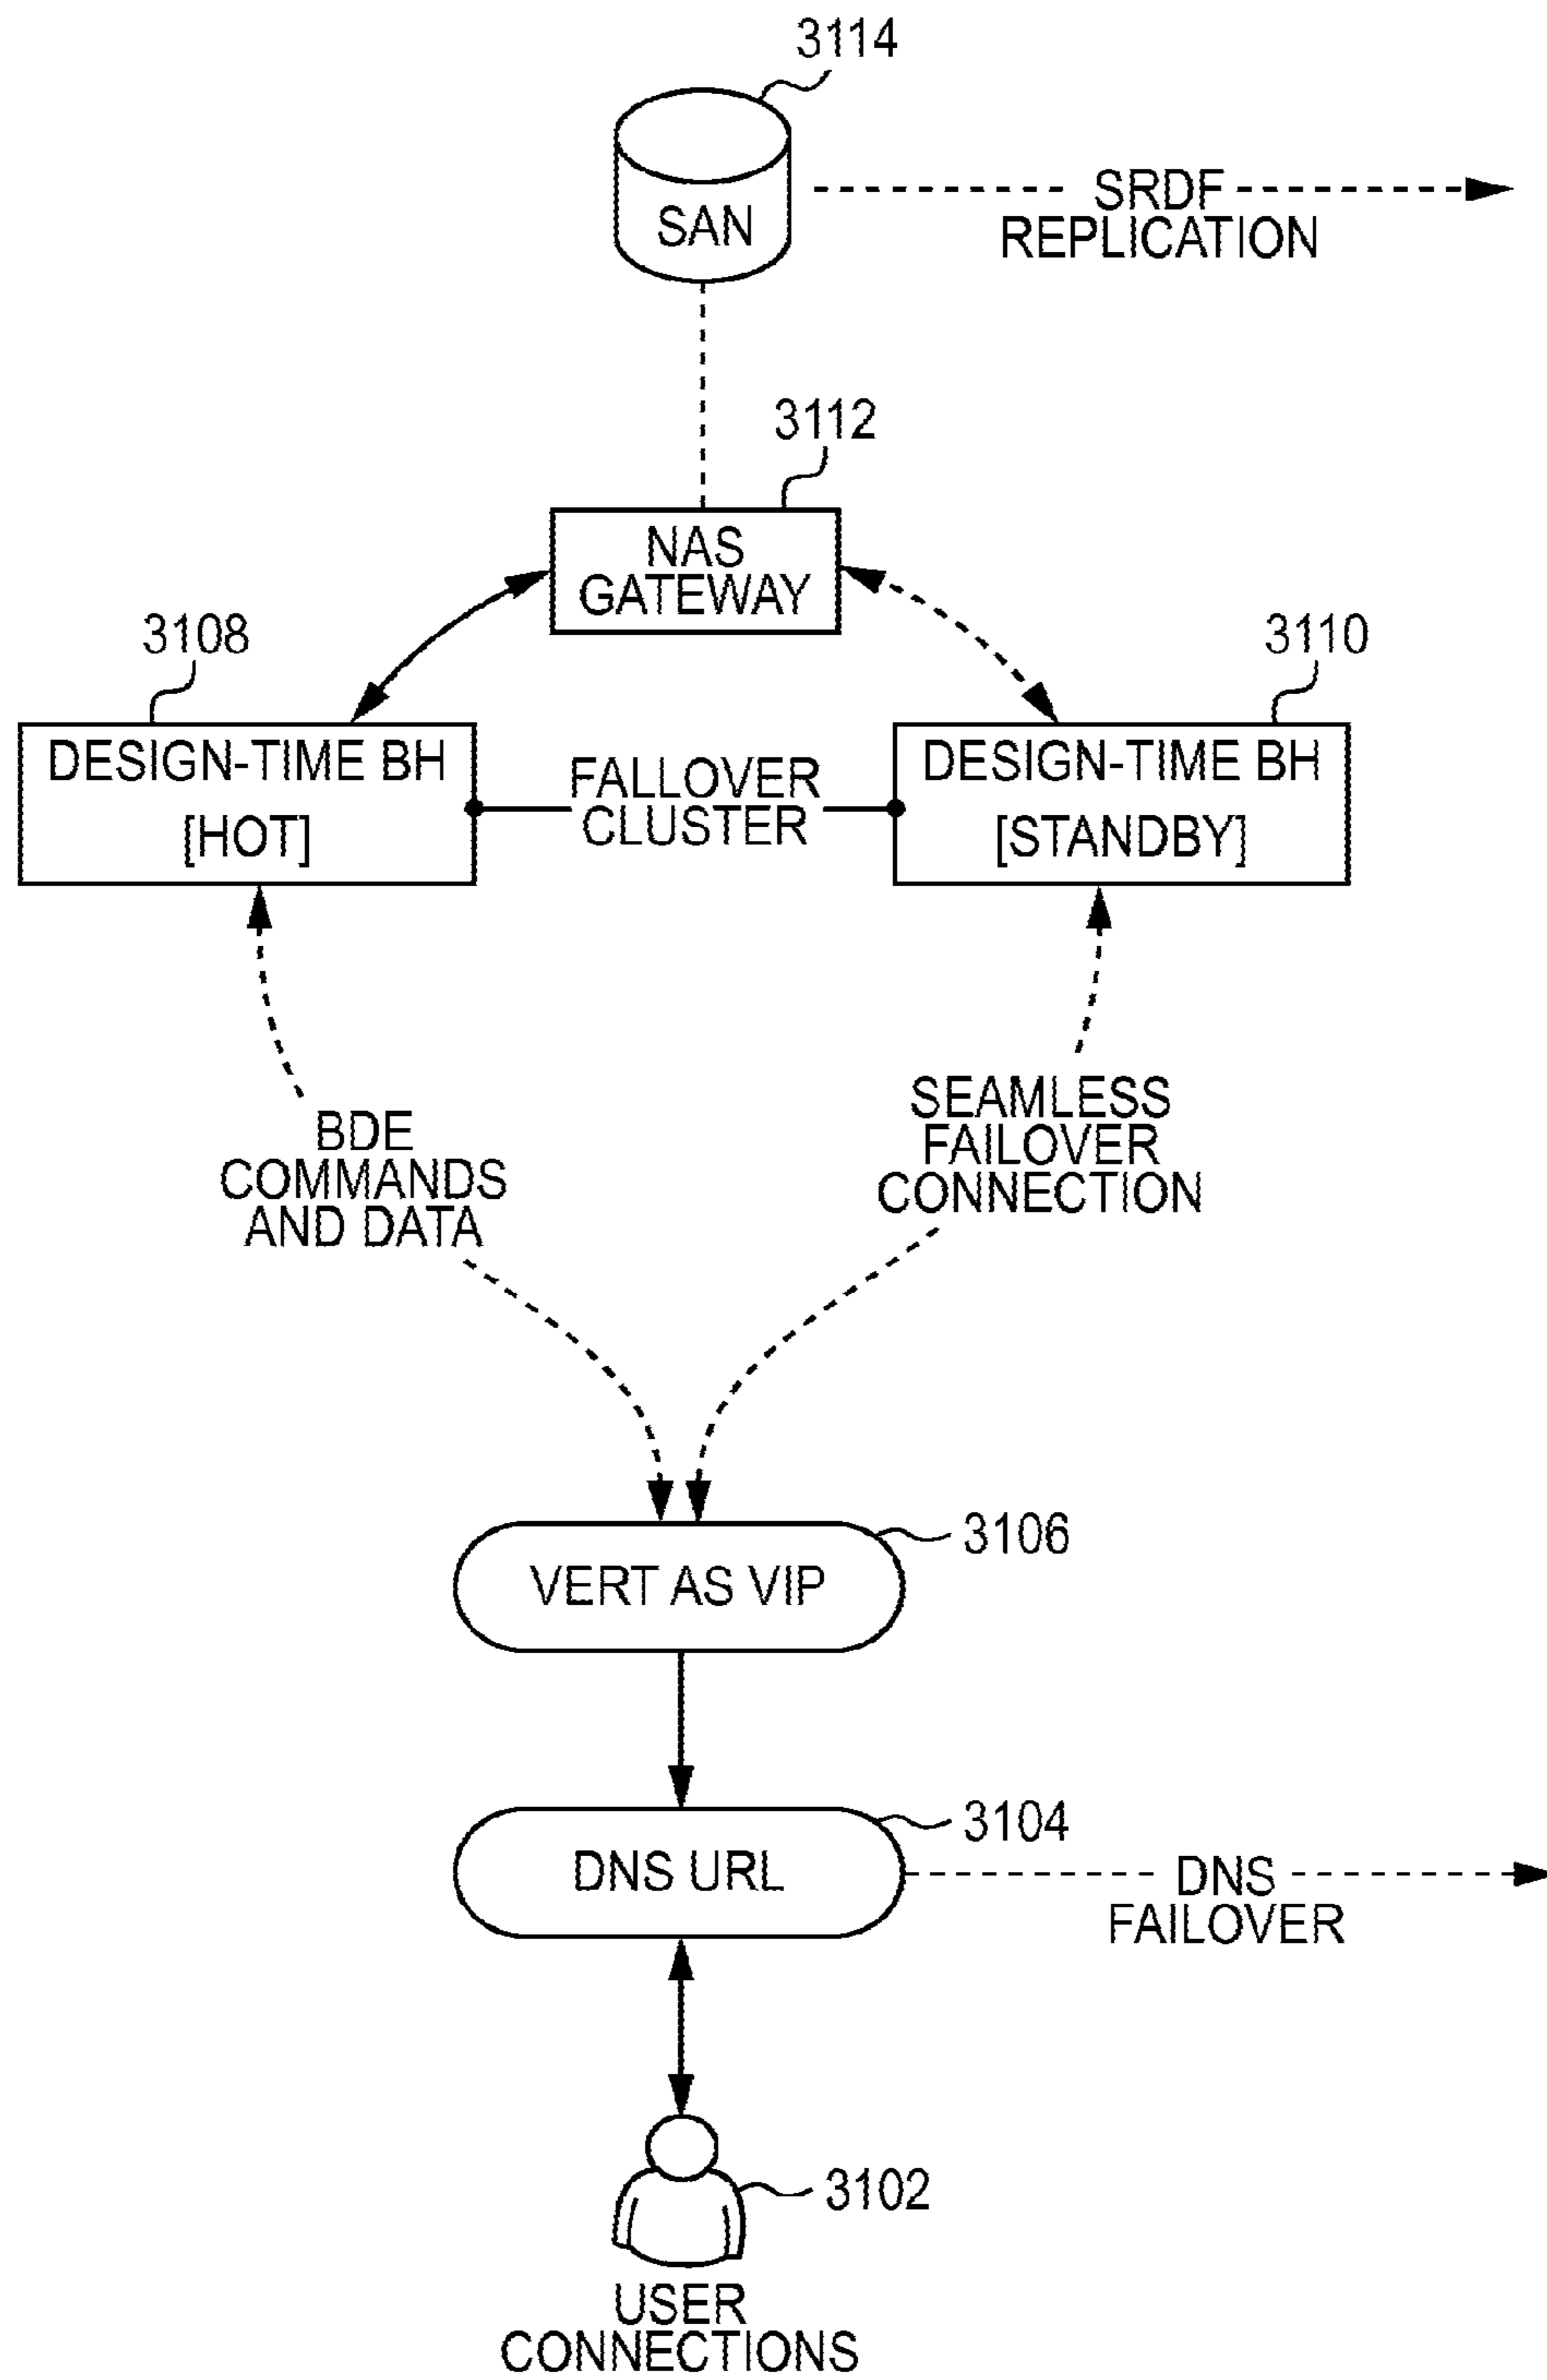 3114
SAN
SRDF
REPLICATION
3112
NAS
GATEWAY
3108
3110
DESIGN-TIME BH
[HOT]
FALLOVER
CLUSTER
DESIGN-TIME BH
[STANDBY]
BDE
COMMANDS
AND DATA
SEAMLESS
FAILOVER
CONNECTION
3106
VERT AS VIP
3104
DNS URL
DNS
FAILOVER
3102
USER
CONNECTIONS